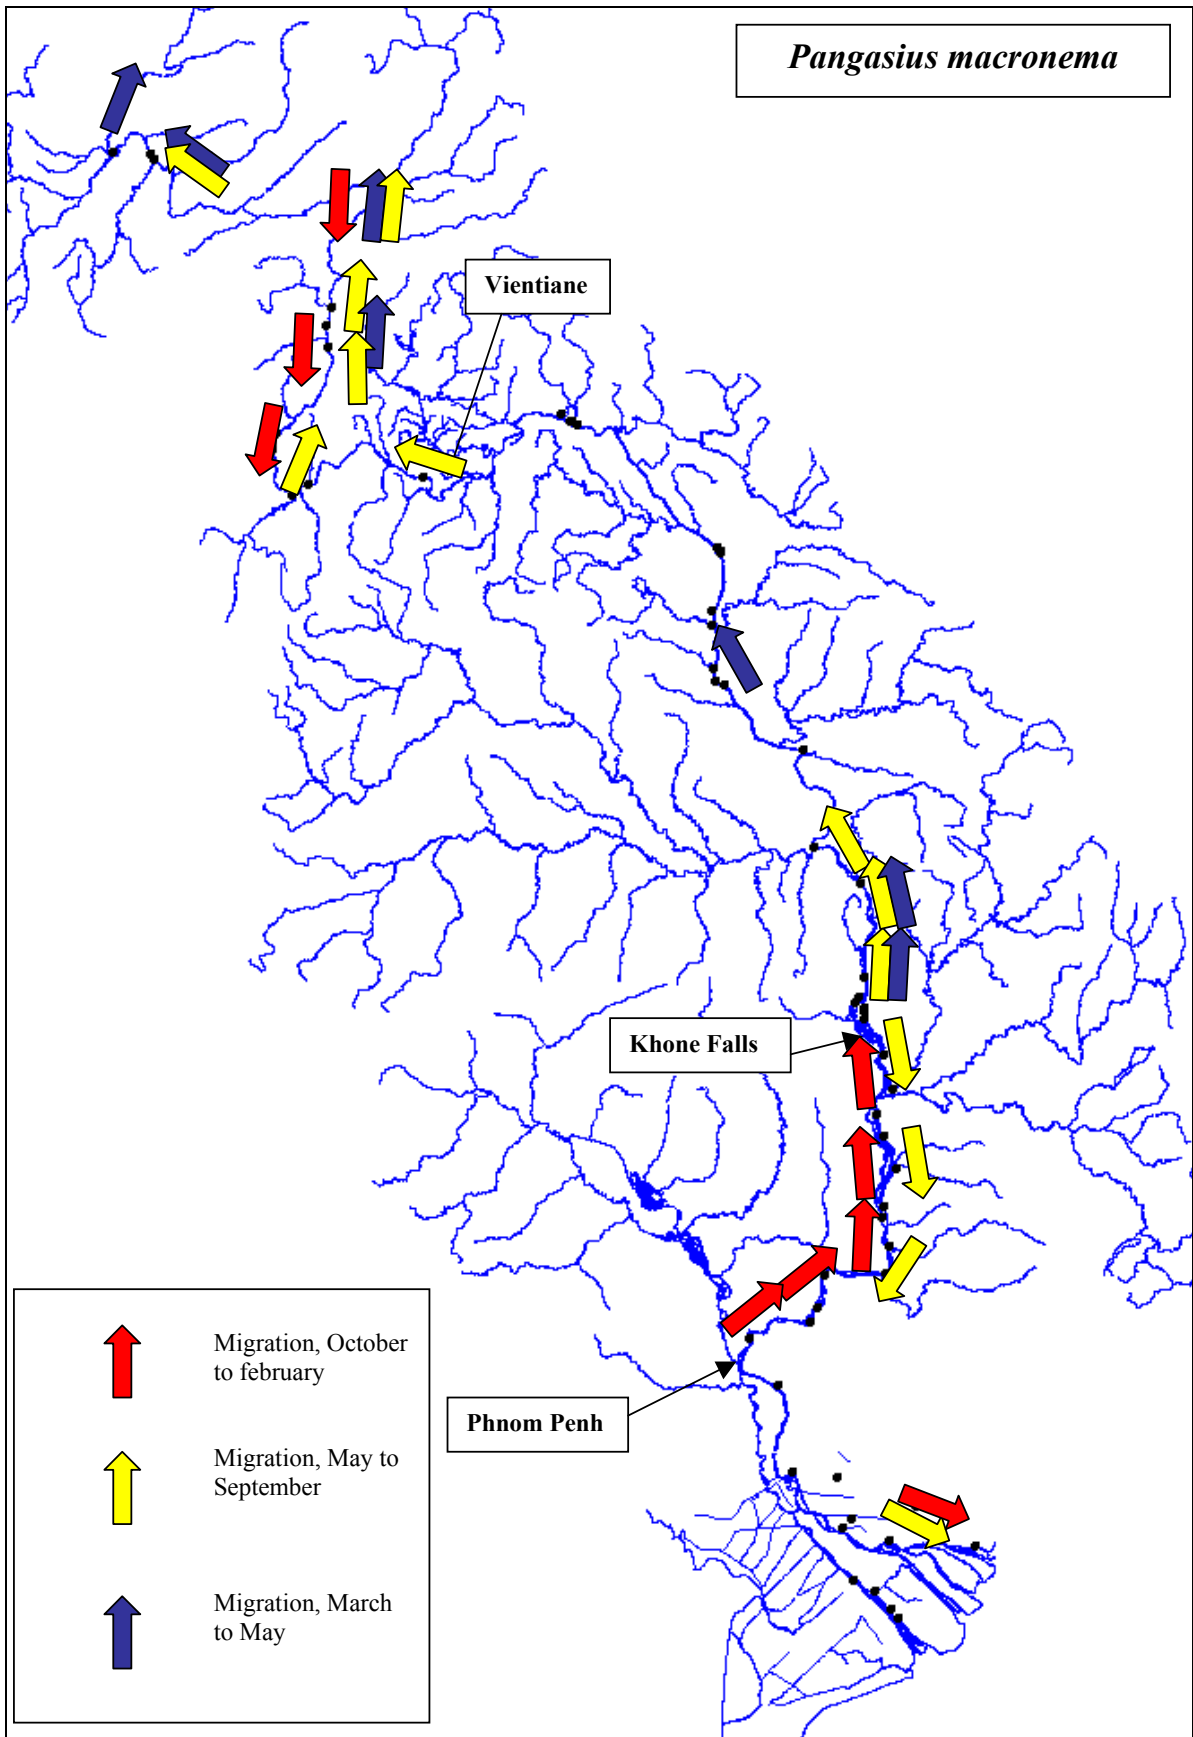 Pangasius macronema
Vientiane
Khone Falls
Phnom Penh
Migration, October
to february
Migration, May to
September
Migration, March
to May